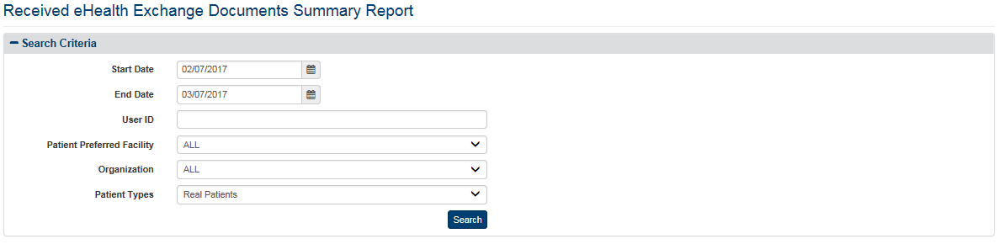 Received eHealth Exchange Documents Summary Report
Search Criteria
Start Date 02/07/2017
End Date 03/07/2017
User ID
Patient Preferred Facility ALL
Organization ALL
Patient Types Real Patients
Search